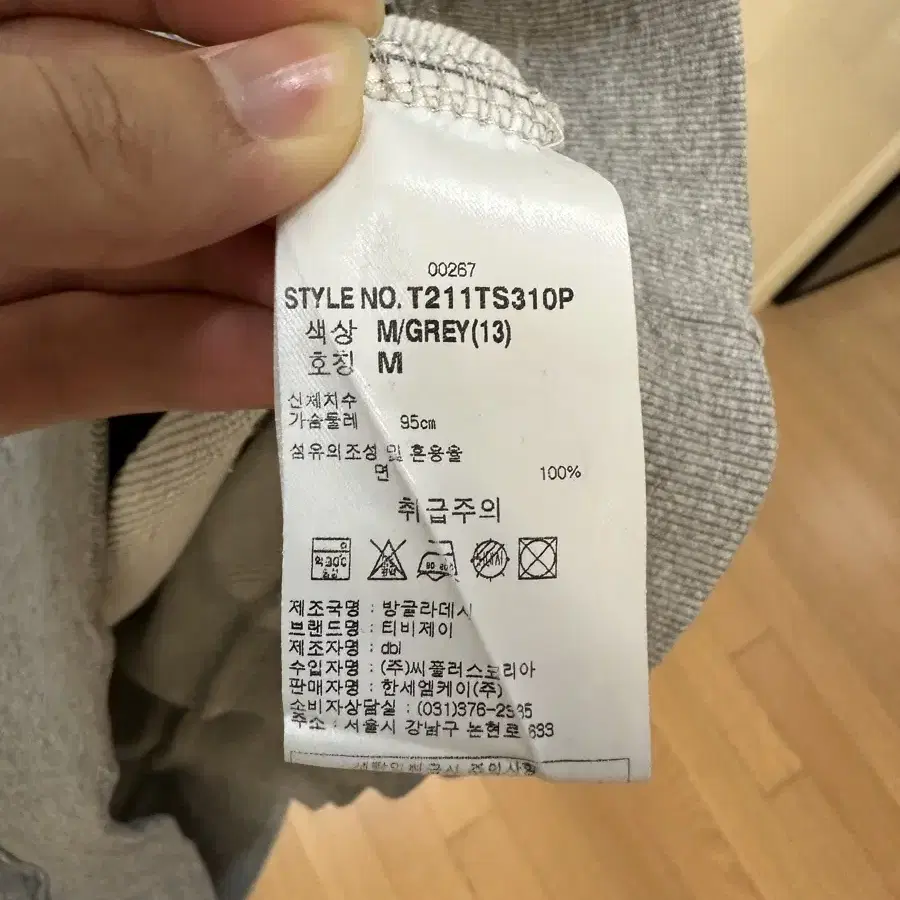 00267
STYLE NO. T211TS310P
색상 M/GREY(13)
호칭 M
신체치수
가슴둘레 95cm
섬유의조성 및 혼용율
면 100%
취급주의
약30℃
중성
제조국명 : 방글라데시
브랜드명 : 티비제이
제조자명 : dbl
수입자명 : (주)씨플러스코리아
판매자명 : 한세엠케이(주)
소비자상담실 : (031)376-
주소 : 서울시 강남구 논현로 633